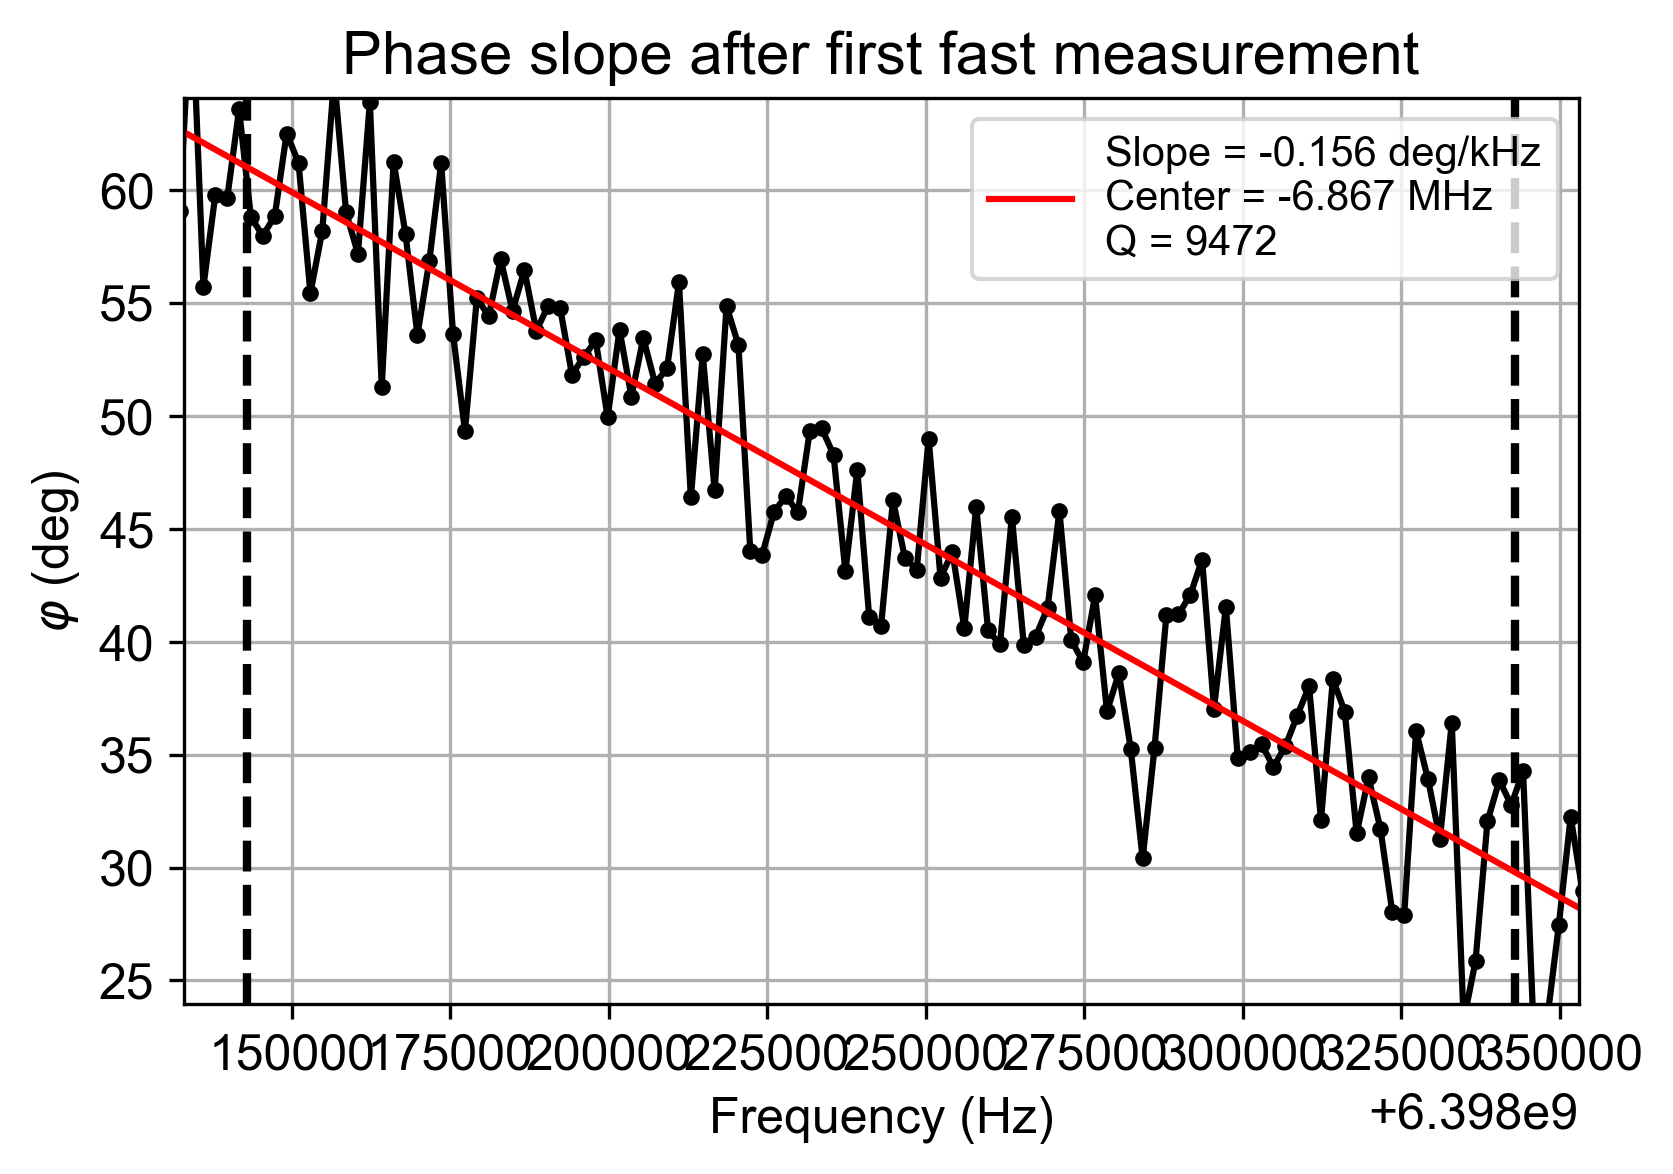 Phase slope after first fast measurement
Slope = -0.156 deg/kHz
Center = -6.867 MHz
Q = 9472
60
55
50
45
40
35
30
25
φ (deg)
150000 175000 200000 225000 250000 275000 300000 325000 350000
Frequency (Hz)
+6.398e9